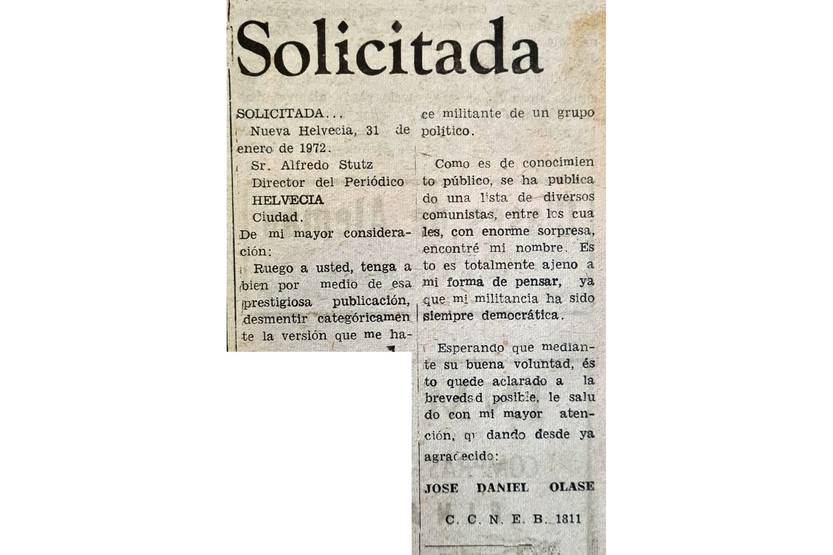 Solicitada
SOLICITADA...
Nueva Helvecia, 31 de
enero de 1972.
Sr. Alfredo Stutz
Director del Periódico
HELVECIA
Ciudad.
De mi mayor considera-
ción:
Ruego a usted, tenga a
bien por medio de esa
prestigiosa publicación,
desmentir categóricamen
te la versión que me ha-
ce militante de un grupo
político.
Como es de conocimien
to público, se ha publica
do una lista de diversos
comunistas, entre los cua
les, con enorme sorpresa,
encontré mi nombre. Es
to es totalmente ajeno a
mi forma de pensar, ya
que mi militancia ha sido
siempre democrática.
Esperando que median-
te su buena voluntad, és
to quede aclarado a la
brevedad posible, le salu
do con mi mayor aten-
ción, qu dando desde ya
agradecido:
JOSE DANIEL OLASE
C. C. N. E. B. 1811